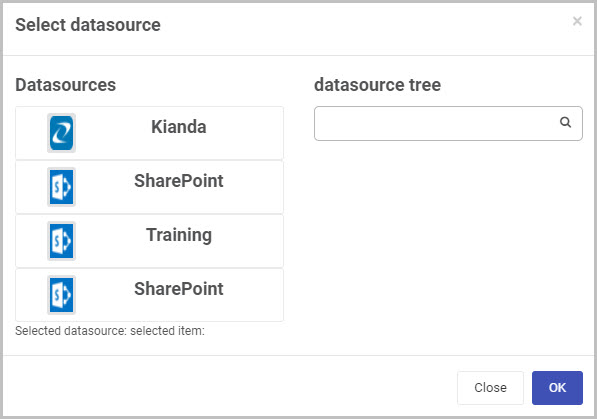 Select datasource
×
Datasources
Kianda
SharePoint
Training
SharePoint
Selected datasource: selected item:
datasource tree
Close
OK